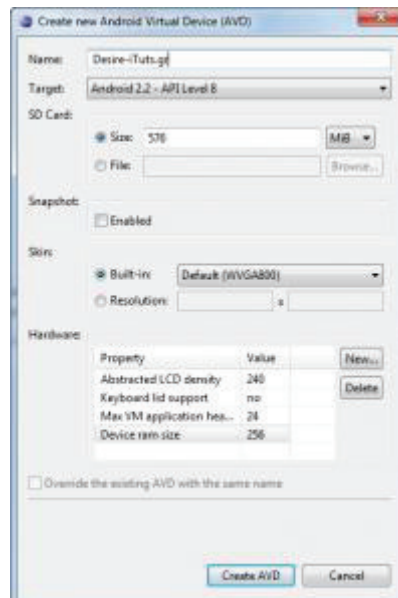 Create new Android Virtual Device (AVD)
Name: Desire-iTuts.gr
Target: Android 2.2 - API Level 8
SD Card:
Size: 576 MiB
File: Browse...
Snapshot:
Enabled
Skin:
Built-in: Default (WVGA800)
Resolution: x
Hardware:
Property Value New...
Abstracted LCD density 240 Delete
Keyboard lid support no
Max VM application hea... 24
Device ram size 256
Override the existing AVD with the same name
Create AVD Cancel